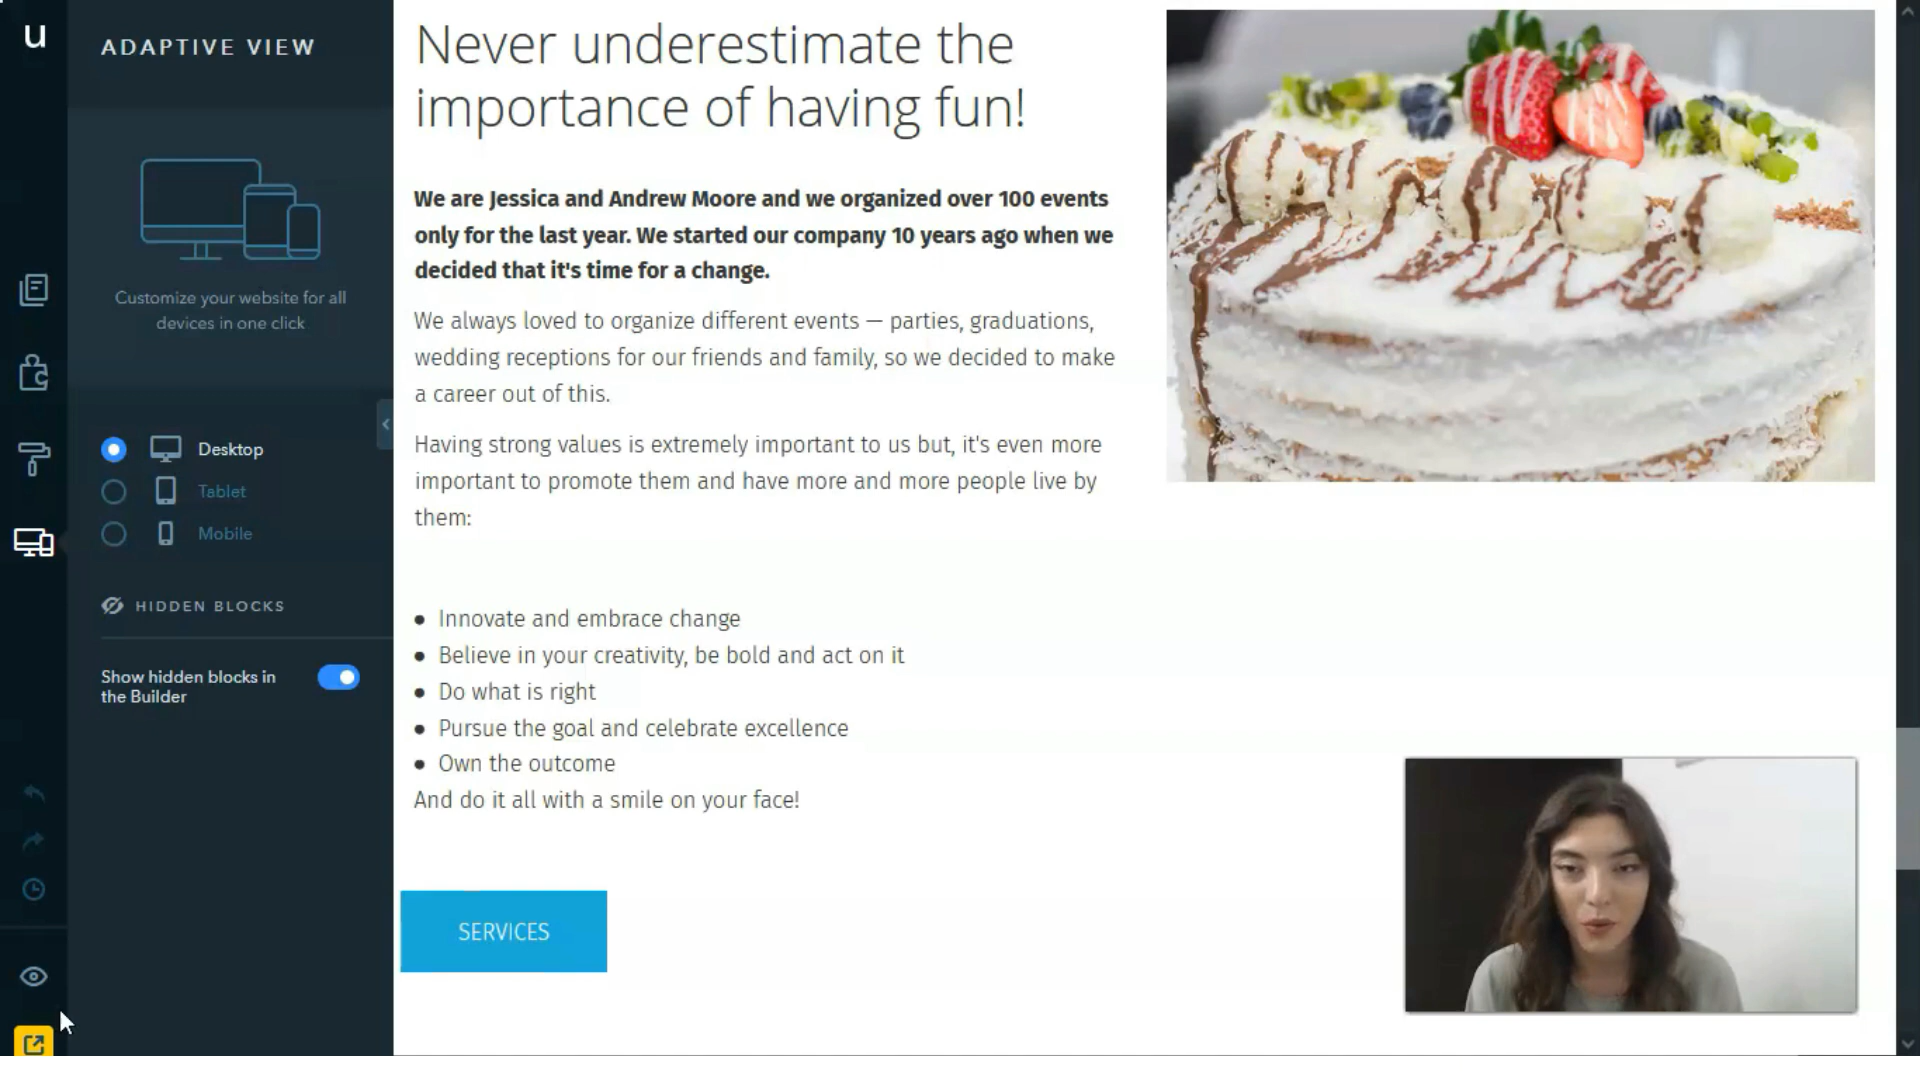 u
ADAPTIVE VIEW
Customize your website for all
devices in one click
Desktop
Tablet
Mobile
HIDDEN BLOCKS
Show hidden blocks in
the Builder
Never underestimate the
importance of having fun!
We are Jessica and Andrew Moore and we organized over 100 events
only for the last year. We started our company 10 years ago when we
decided that it's time for a change.
We always loved to organize different events — parties, graduations,
wedding receptions for our friends and family, so we decided to make
a career out of this.
Having strong values is extremely important to us but, it's even more
important to promote them and have more and more people live by
them:
● Innovate and embrace change
● Believe in your creativity, be bold and act on it
● Do what is right
● Pursue the goal and celebrate excellence
● Own the outcome
And do it all with a smile on your face!
SERVICES